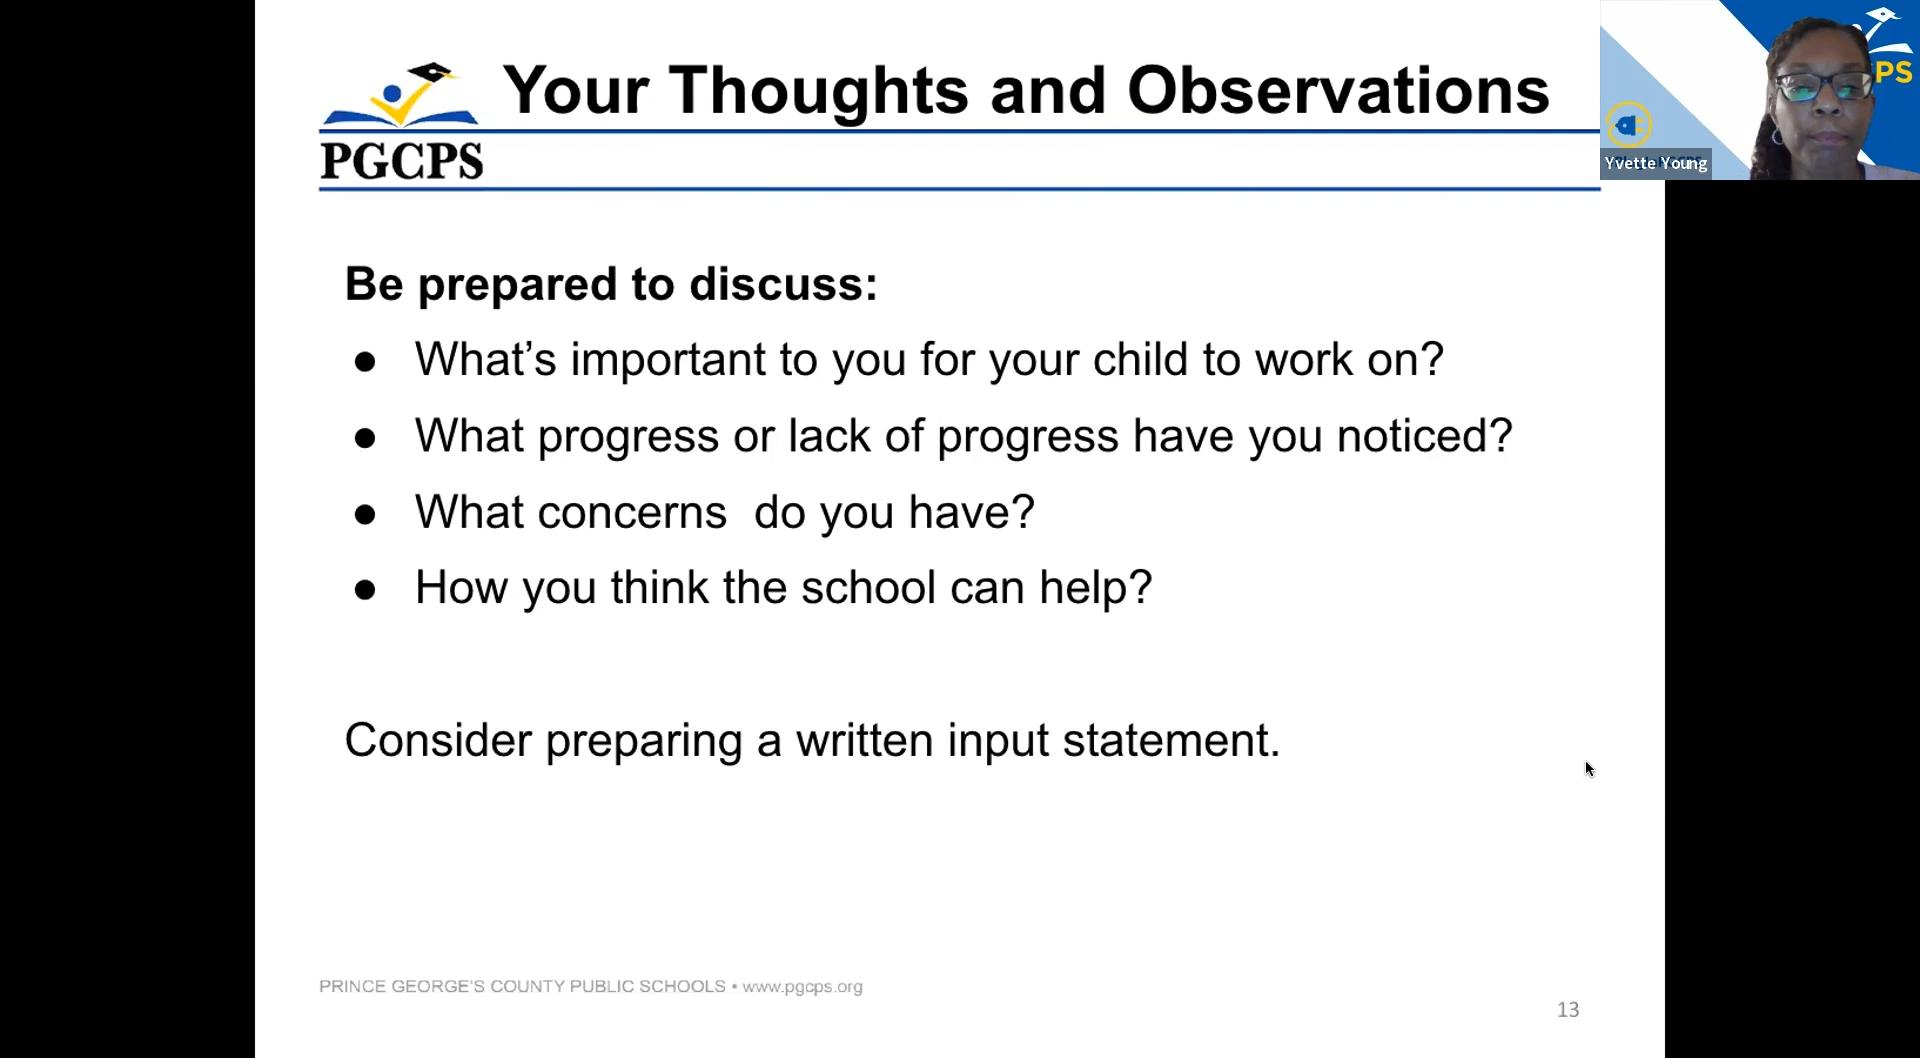 Your Thoughts and Observations
PGCPS
PS
Yvette Young
Be prepared to discuss:
● What’s important to you for your child to work on?
● What progress or lack of progress have you noticed?
● What concerns  do you have?
● How you think the school can help?
Consider preparing a written input statement.
PRINCE GEORGE’S COUNTY PUBLIC SCHOOLS • www.pgcps.org
13